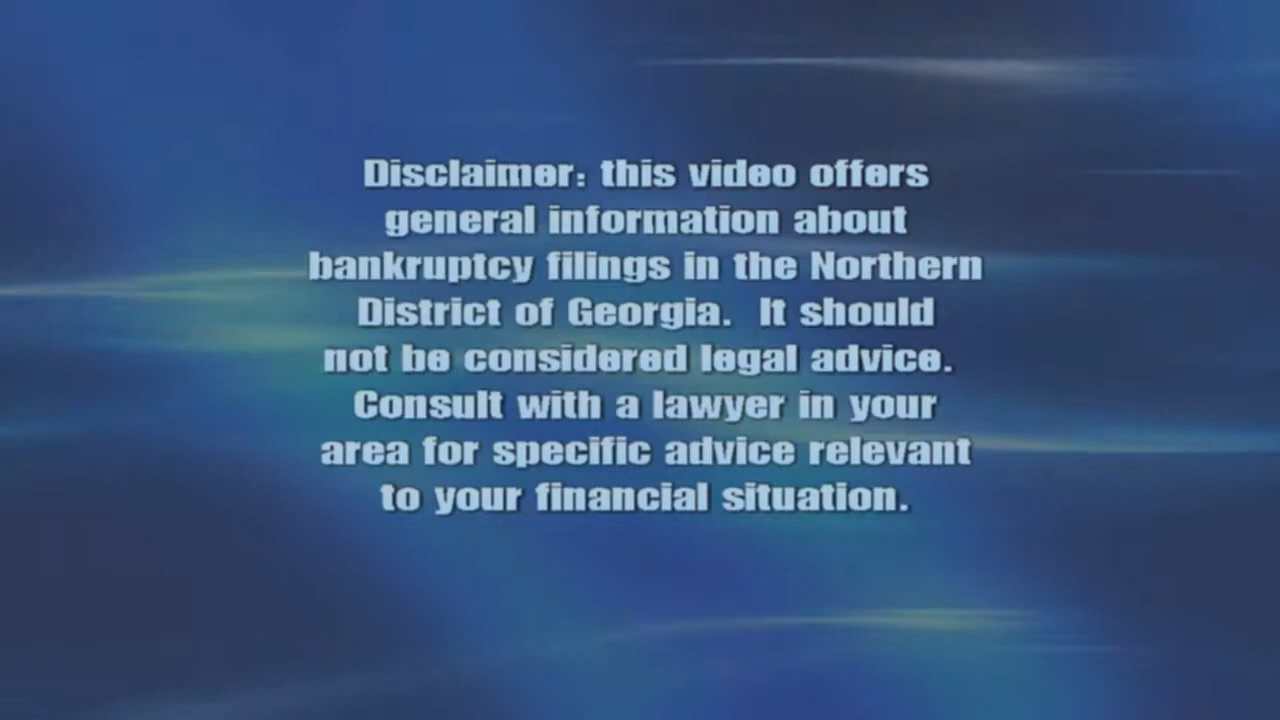 Disclaimer: this video offers
general information about
bankruptcy filings in the Northern
District of Georgia.  It should
not be considered legal advice.
Consult with a lawyer in your
area for specific advice relevant
to your financial situation.